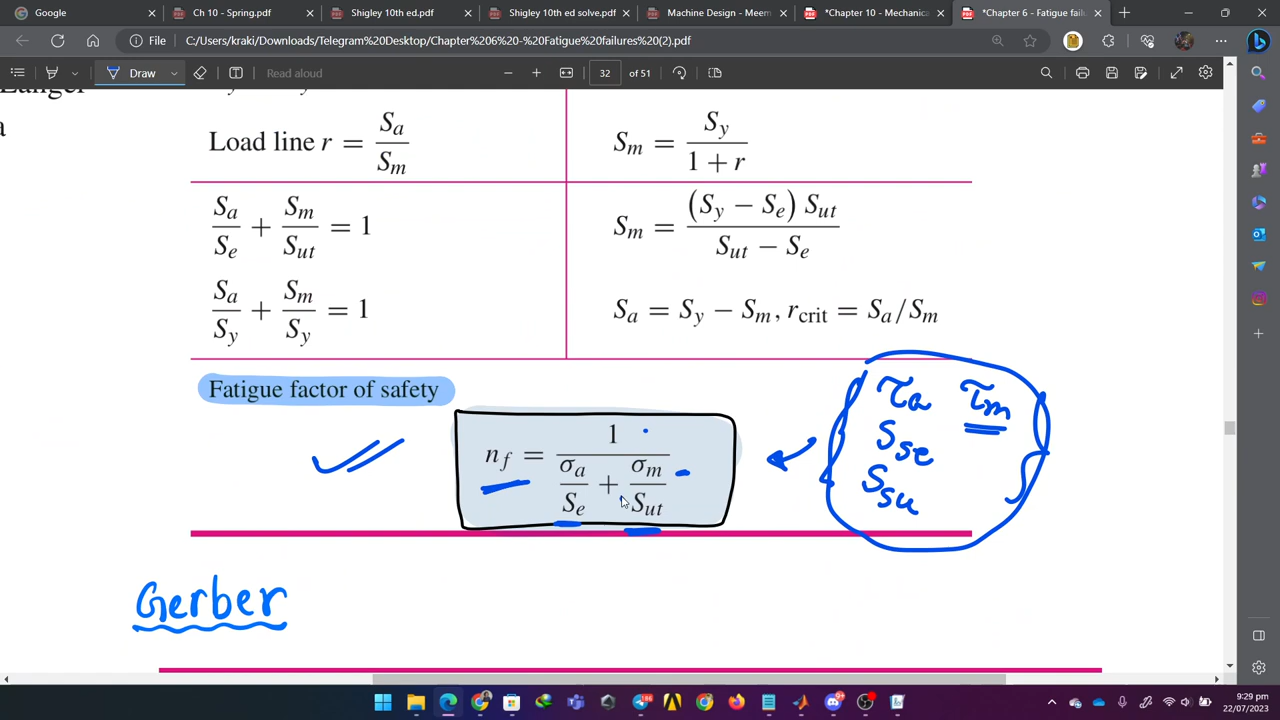 Google
Ch 10 - Spring.pdf
Shigley 10th ed.pdf
Shigley 10th ed solve.pdf
Machine Design - Meem
*Chapter 10- Mechanica
*Chapter 6 - Fatigue failu
File
C:/Users/kraki/Downloads/Telegram%20Desktop/Chapter%206%20-%20Fatigue%20failures%20(2).pdf
Draw
Read aloud
32 of 51
Langer
a
Load line r = Sa/Sm
Sm = Sy/(1 + r)
Sa/Se + Sm/Sut = 1
Sm = (Sy − Se) Sut/(Sut − Se)
Sa/Sy + Sm/Sy = 1
Sa = Sy − Sm, rcrit = Sa/Sm
Fatigue factor of safety
nf = 1/(σa/Se + σm/Sut)
τa τm
Sse
Ssu
Gerber
9:29 pm
22/07/2023